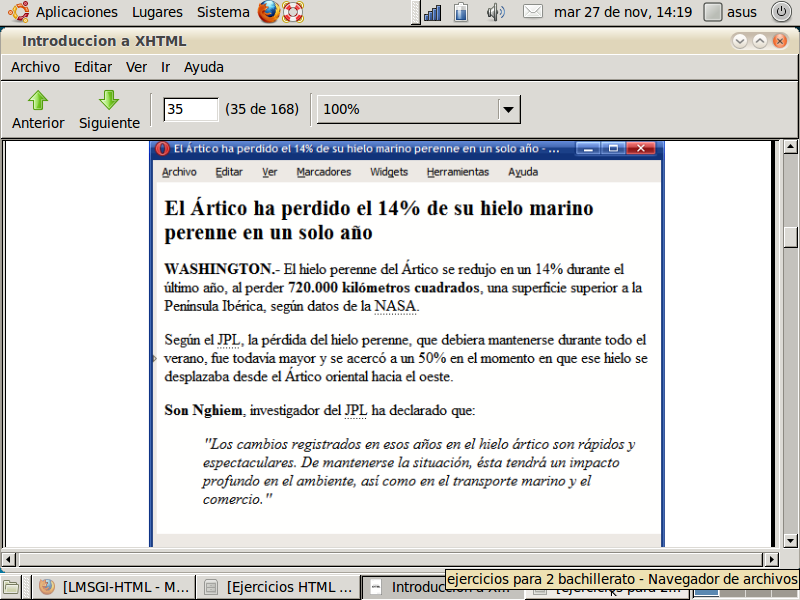 Aplicaciones Lugares Sistema mar 27 de nov, 14:19 asus
Introduccion a XHTML
Archivo Editar Ver Ir Ayuda
35 (35 de 168) 100%
Anterior Siguiente
El Ártico ha perdido el 14% de su hielo marino perenne en un solo año - ...
Archivo Editar Ver Marcadores Widgets Herramientas Ayuda
El Ártico ha perdido el 14% de su hielo marino
perenne en un solo año
WASHINGTON.- El hielo perenne del Ártico se redujo en un 14% durante el
último año, al perder 720.000 kilómetros cuadrados, una superficie superior a la
Peninsula Ibérica, según datos de la NASA.
Según el JPL, la pérdida del hielo perenne, que debiera mantenerse durante todo el
verano, fue todavía mayor y se acercó a un 50% en el momento en que ese hielo se
desplazaba desde el Ártico oriental hacia el oeste.
Son Nghiem, investigador del JPL ha declarado que:
"Los cambios registrados en esos años en el hielo ártico son rápidos y
espectaculares. De mantenerse la situación, ésta tendrá un impacto
profundo en el ambiente, así como en el transporte marino y el
comercio."
ejercicios para 2 bachillerato - Navegador de archivos
[LMSGI-HTML - M... [Ejercicios HTML ... Introduccion a X... [ejercicios para 2...